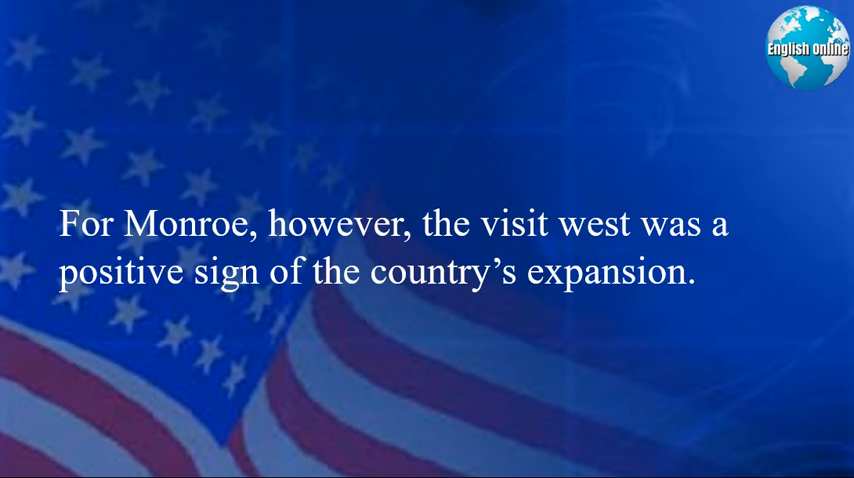 English Online
For Monroe, however, the visit west was a
positive sign of the country’s expansion.